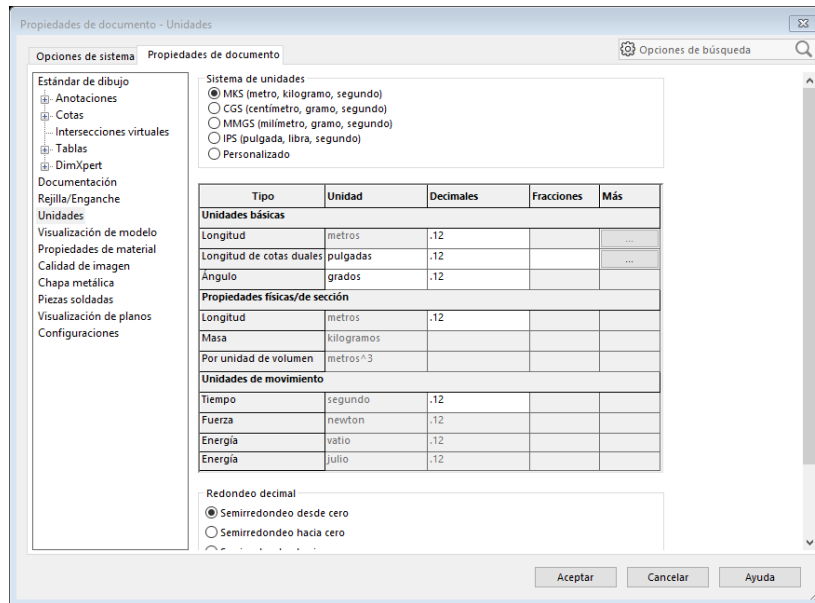 Propiedades de documento - Unidades
Opciones de sistema
Propiedades de documento
Opciones de búsqueda
Estándar de dibujo
Anotaciones
Cotas
Intersecciones virtuales
Tablas
DimXpert
Documentación
Rejilla/Enganche
Unidades
Visualización de modelo
Propiedades de material
Calidad de imagen
Chapa metálica
Piezas soldadas
Visualización de planos
Configuraciones
Sistema de unidades
MKS (metro, kilogramo, segundo)
CGS (centímetro, gramo, segundo)
MMGS (milímetro, gramo, segundo)
IPS (pulgada, libra, segundo)
Personalizado
Tipo Unidad Decimales Fracciones Más
Unidades básicas
Longitud metros .12 ...
Longitud de cotas duales pulgadas .12 ...
Ángulo grados .12
Propiedades físicas/de sección
Longitud metros .12
Masa kilogramos
Por unidad de volumen metros^3
Unidades de movimiento
Tiempo segundo .12
Fuerza newton .12
Energía vatio .12
Energía julio .12
Redondeo decimal
Semirredondeo desde cero
Semirredondeo hacia cero
Aceptar Cancelar Ayuda